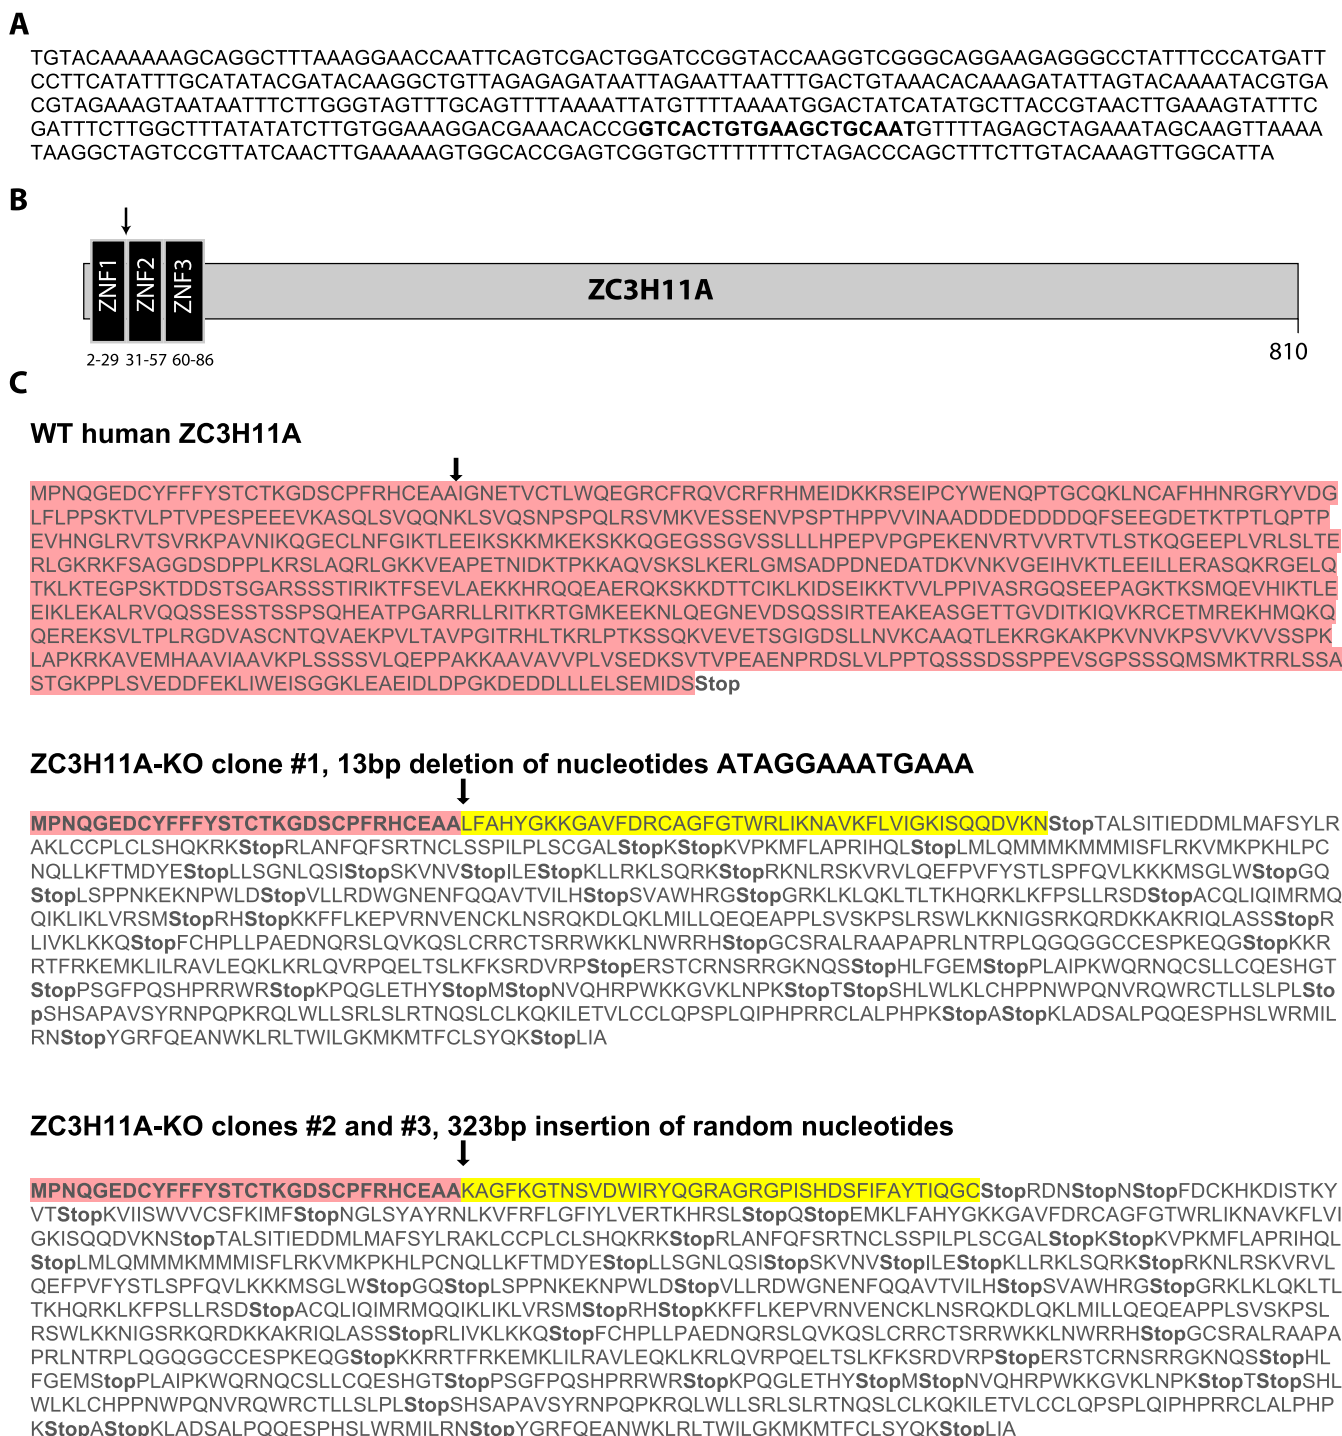 A
TGTACAAAAAAGCAGGCTTTAAAGGAACCAATTCAGTCGACTGGATCCGGTACCAAGGTCGGGCAGGAAGAGGGCCTATTTCCCATGATT
CCTTCATATTTGCATATACGATACAAGGCTGTTAGAGAGATAATTAGAATTAATTTGACTGTAAACACAAAGATATTAGTACAAAATACGTGA
CGTAGAAAGTAATAATTTCTTGGGTAGTTTGCAGTTTTAAAATTATGTTTTAAAATGGACTATCATATGCTTACCGTAACTTGAAAGTATTTC
GATTTCTTGGCTTTATATATCTTGTGGAAAGGACGAAACACCGGTCACTGTGAAGCTGCAATGTTTTAGAGCTAGAAATAGCAAGTTAAAA
TAAGGCTAGTCCGTTATCAACTTGAAAAAGTGGCACCGAGTCGGTGCTTTTTTTCTAGACCCAGCTTTCTTGTACAAAGTTGGCATTA
B
ZNF1 ZNF2 ZNF3 ZC3H11A
2-29 31-57 60-86 810
C
WT human ZC3H11A
MPNQGEDCYFFFYSTCTKGDSCPFRHCEAAIGNETVCTLWQEGRCFRQVCRFRHMEIDKKRSEIPCYWENQPTGCQKLNCAFHHNRGRYVDG
LFLPPSKTVLPTVPESPEEEVKASQLSVQQNKLSVQSNPSPQLRSVMKVESSENVPSPTHPPVVINAADDDEDDDDQFSEEGDETKTPTLQPTP
EVHNGLRVTSVRKPAVNIKQGECLNFGIKTLEEIKSKKMKEKSKKQGEGSSGVSSLLLHPEPVPGPEKENVRTVVRTVTLSTKQGEEPLVRLSLTE
RLGKRKFSAGGDSDPPLKRSLAQRLGKKVEAPETNIDKTPKKAQVSKSLKERLGMSADPDNEDATDKVNKVGEIHVKTLEEILLERASQKRGELQ
TKLKTEGPSKTDDSTSGARSSSTIRIKTFSEVLAEKKHRQQEAERQKSKKDTTCIKLKIDSEIKKTVVLPPIVASRGQSEEPAGKTKSMQEVHIKTLE
EIKLEKALRVQQSSESSTSSPSQHEATPGARRLLRITKRTGMKEEKNLQEGNEVDSQSSIRTEAKEASGETTGVDITKIQVKRCETMREKHMQKQ
QEREKSVLTPLRGDVASCNTQVAEKPVLTAVPGITRHLTKRLPTKSSQKVEVETSGIGDSLLNVKCAAQTLEKRGKAKPKVNVKPSVVKVVSSPK
LAPKRKAVEMHAAVIAAVKPLSSSSVLQEPPAKKAAVAVVPLVSEDKSVTVPEAENPRDSLVLPPTQSSSDSSPPEVSGPSSSQMSMKTRRLSSA
STGKPPLSVEDDFEKLIWEISGGKLEAEIDLDPGKDEDDLLLELSEMIDSStop
ZC3H11A-KO clone #1, 13bp deletion of nucleotides ATAGGAAATGAAA
MPNQGEDCYFFFYSTCTKGDSCPFRHCEAALFAHYGKKGAVFDRCAGFGTWRLIKNAVKFLVIGKISQQDVKNStopTALSITIEDDMLMAFSYLR
AKLCCPLCLSHQKRKStopRLANFQFSRTNCLSSPILPLSCGALStopKStopKVPKMFLAPRIHQLStopLMLQMMMKMMMISFLRKVMKPKHLPC
NQLLKFTMDYEStopLLSGNLQSIStopSKVNVStopILEStopKLLRKLSQRKStopRKNLRSKVRVLQEFPVFYSTLSPFQVLKKKMSGLWStopGQ
StopLSPPNKEKNPWLDStopVLLRDWGNENFQQAVTVILHStopSVAWHRGStopGRKLKLQKLTLTKHQRKLKFPSLLRSDStopACQLIQIMRMQ
QIKLIKLVRSMStopRHStopKKFFLKEPVRNVENCKLNSRQKDLQKLMILLQEQEAPPLSVSKPSLRSWLKKNIGSRKQRDKKAKRIQLASSStopR
LIVKLKKQStopFCHPLLPAEDNQRSLQVKQSLCRRCTSRRWKKLNWRRHStopGCSRALRAAPAPRLNTRPLQGQGGCCESPKEQGStopKKR
RTFRKEMKLILRAVLEQKLKRLQVRPQELTSLKFKSRDVRPStopERSTCRNSRRGKNQSStopHLFGEMStopPLAIPKWQRNQCSLLCQESHGT
StopPSGFPQSHPRRWRStopKPQGLETHYStopMStopNVQHRPWKKGVKLNPKStopTStopSHLWLKLCHPPNWPQNVRQWRCTLLSLPLSto
pSHSAPAVSYRNPQPKRQLWLLSRLSLRTNQSLCLKQKILETVLCCLQPSPLQIPHPRRCLALPHPKStopAStopKLADSALPQQESPHSLWRMIL
RNStopYGRFQEANWKLRLTWILGKMKMTFCLSYQKStopLIA
ZC3H11A-KO clones #2 and #3, 323bp insertion of random nucleotides
MPNQGEDCYFFFYSTCTKGDSCPFRHCEAAKAGFKGTNSVDWIRYQGRAGRGPISHDSFIFAYTIQGCStopRDNStopNStopFDCKHKDISTKY
VTStopKVIISWVVCSFKIMFStopNGLSYAYRNLKVFRFLGFIYLVERTKHRSLStopQStopEMKLFAHYGKKGAVFDRCAGFGTWRLIKNAVKFLVI
GKISQQDVKNStopTALSITIEDDMLMAFSYLRAKLCCPLCLSHQKRKStopRLANFQFSRTNCLSSPILPLSCGALStopKStopKVPKMFLAPRIHQL
StopLMLQMMMKMMMISFLRKVMKPKHLPCNQLLKFTMDYEStopLLSGNLQSIStopSKVNVStopILEStopKLLRKLSQRKStopRKNLRSKVRVL
QEFPVFYSTLSPFQVLKKKMSGLWStopGQStopLSPPNKEKNPWLDStopVLLRDWGNENFQQAVTVILHStopSVAWHRGStopGRKLKLQKLTL
TKHQRKLKFPSLLRSDStopACQLIQIMRMQQIKLIKLVRSMStopRHStopKKFFLKEPVRNVENCKLNSRQKDLQKLMILLQEQEAPPLSVSKPSL
RSWLKKNIGSRKQRDKKAKRIQLASSStopRLIVKLKKQStopFCHPLLPAEDNQRSLQVKQSLCRRCTSRRWKKLNWRRHStopGCSRALRAAPA
PRLNTRPLQGQGGCCESPKEQGStopKKRRTFRKEMKLILRAVLEQKLKRLQVRPQELTSLKFKSRDVRPStopERSTCRNSRRGKNQSStopHL
FGEMStopPLAIPKWQRNQCSLLCQESHGTStopPSGFPQSHPRRWRStopKPQGLETHYStopMStopNVQHRPWKKGVKLNPKStopTStopSHL
WLKLCHPPNWPQNVRQWRCTLLSLPLStopSHSAPAVSYRNPQPKRQLWLLSRLSLRTNQSLCLKQKILETVLCCLQPSPLQIPHPRRCLALPHP
KStopAStopKLADSALPQQESPHSLWRMILRNStopYGRFQEANWKLRLTWILGKMKMTFCLSYQKStopLIA